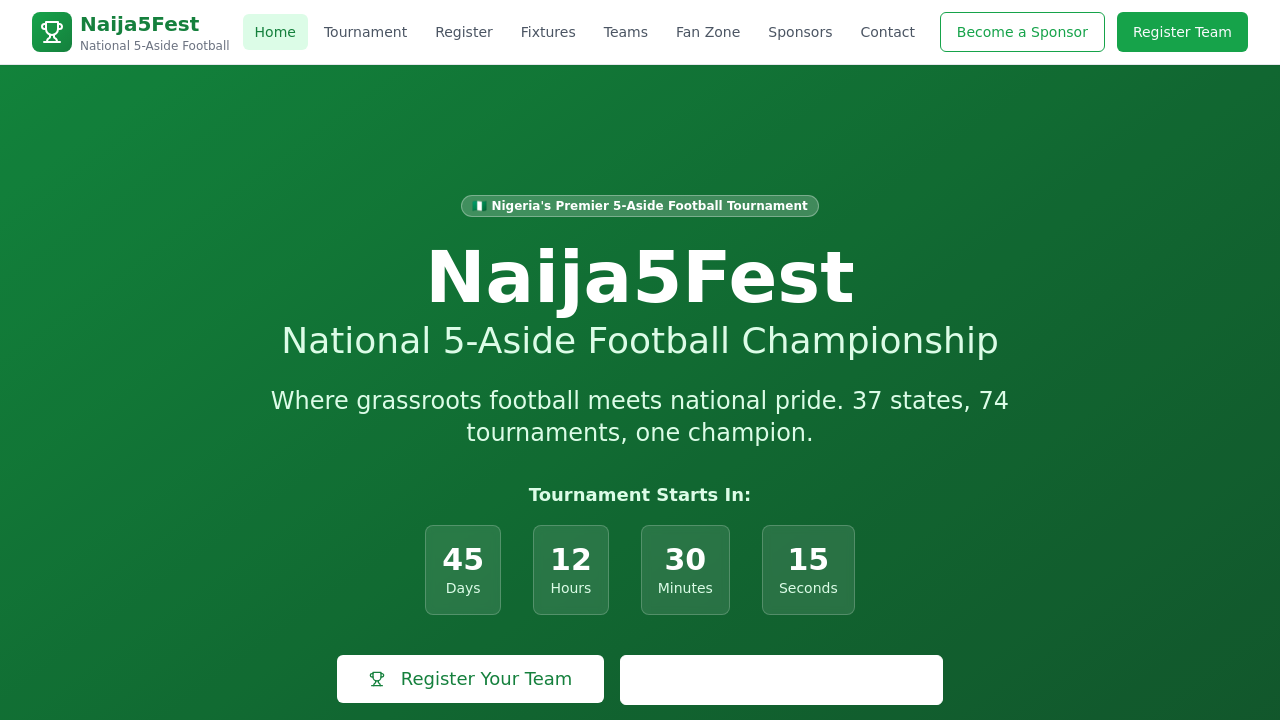 Naija5Fest
National 5-Aside Football
Home
Tournament
Register
Fixtures
Teams
Fan Zone
Sponsors
Contact
Become a Sponsor
Register Team
🇳🇬 Nigeria's Premier 5-Aside Football Tournament
Naija5Fest
National 5-Aside Football Championship
Where grassroots football meets national pride. 37 states, 74
tournaments, one champion.
Tournament Starts In:
45
Days
12
Hours
30
Minutes
15
Seconds
Register Your Team